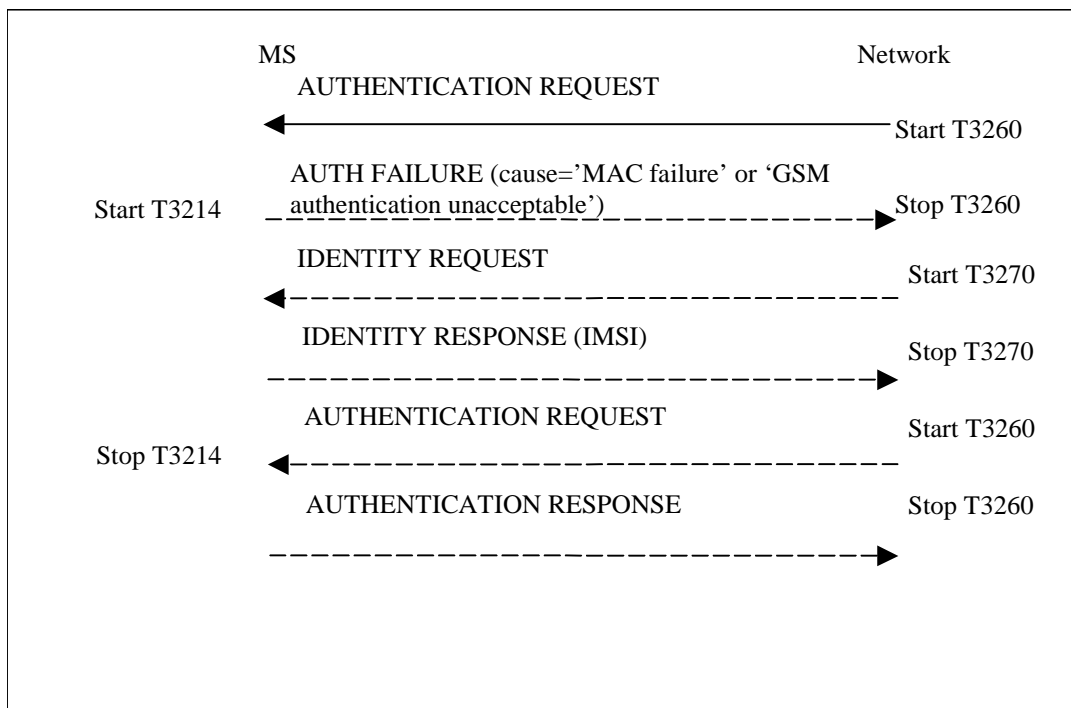 MS
Network
AUTHENTICATION REQUEST
Start T3260
AUTH FAILURE (cause=’MAC failure’ or ‘GSM
authentication unacceptable’)
Start T3214
Stop T3260
IDENTITY REQUEST
Start T3270
IDENTITY RESPONSE (IMSI)
Stop T3270
AUTHENTICATION REQUEST
Start T3260
Stop T3214
AUTHENTICATION RESPONSE
Stop T3260